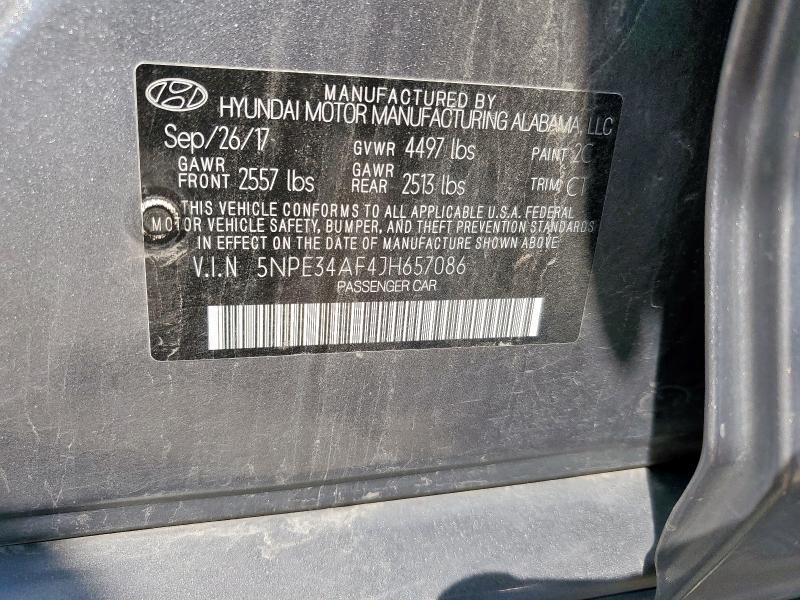 MANUFACTURED BY
HYUNDAI MOTOR MANUFACTURING ALABAMA, LLC
Sep/26/17 GVWR 4497 lbs PAINT 2C
GAWR FRONT 2557 lbs GAWR REAR 2513 lbs TRIM CT
THIS VEHICLE CONFORMS TO ALL APPLICABLE U.S.A. FEDERAL
MOTOR VEHICLE SAFETY, BUMPER, AND THEFT PREVENTION STANDARDS
IN EFFECT ON THE DATE OF MANUFACTURE SHOWN ABOVE.
V.I.N 5NPE34AF4JH657086
PASSENGER CAR